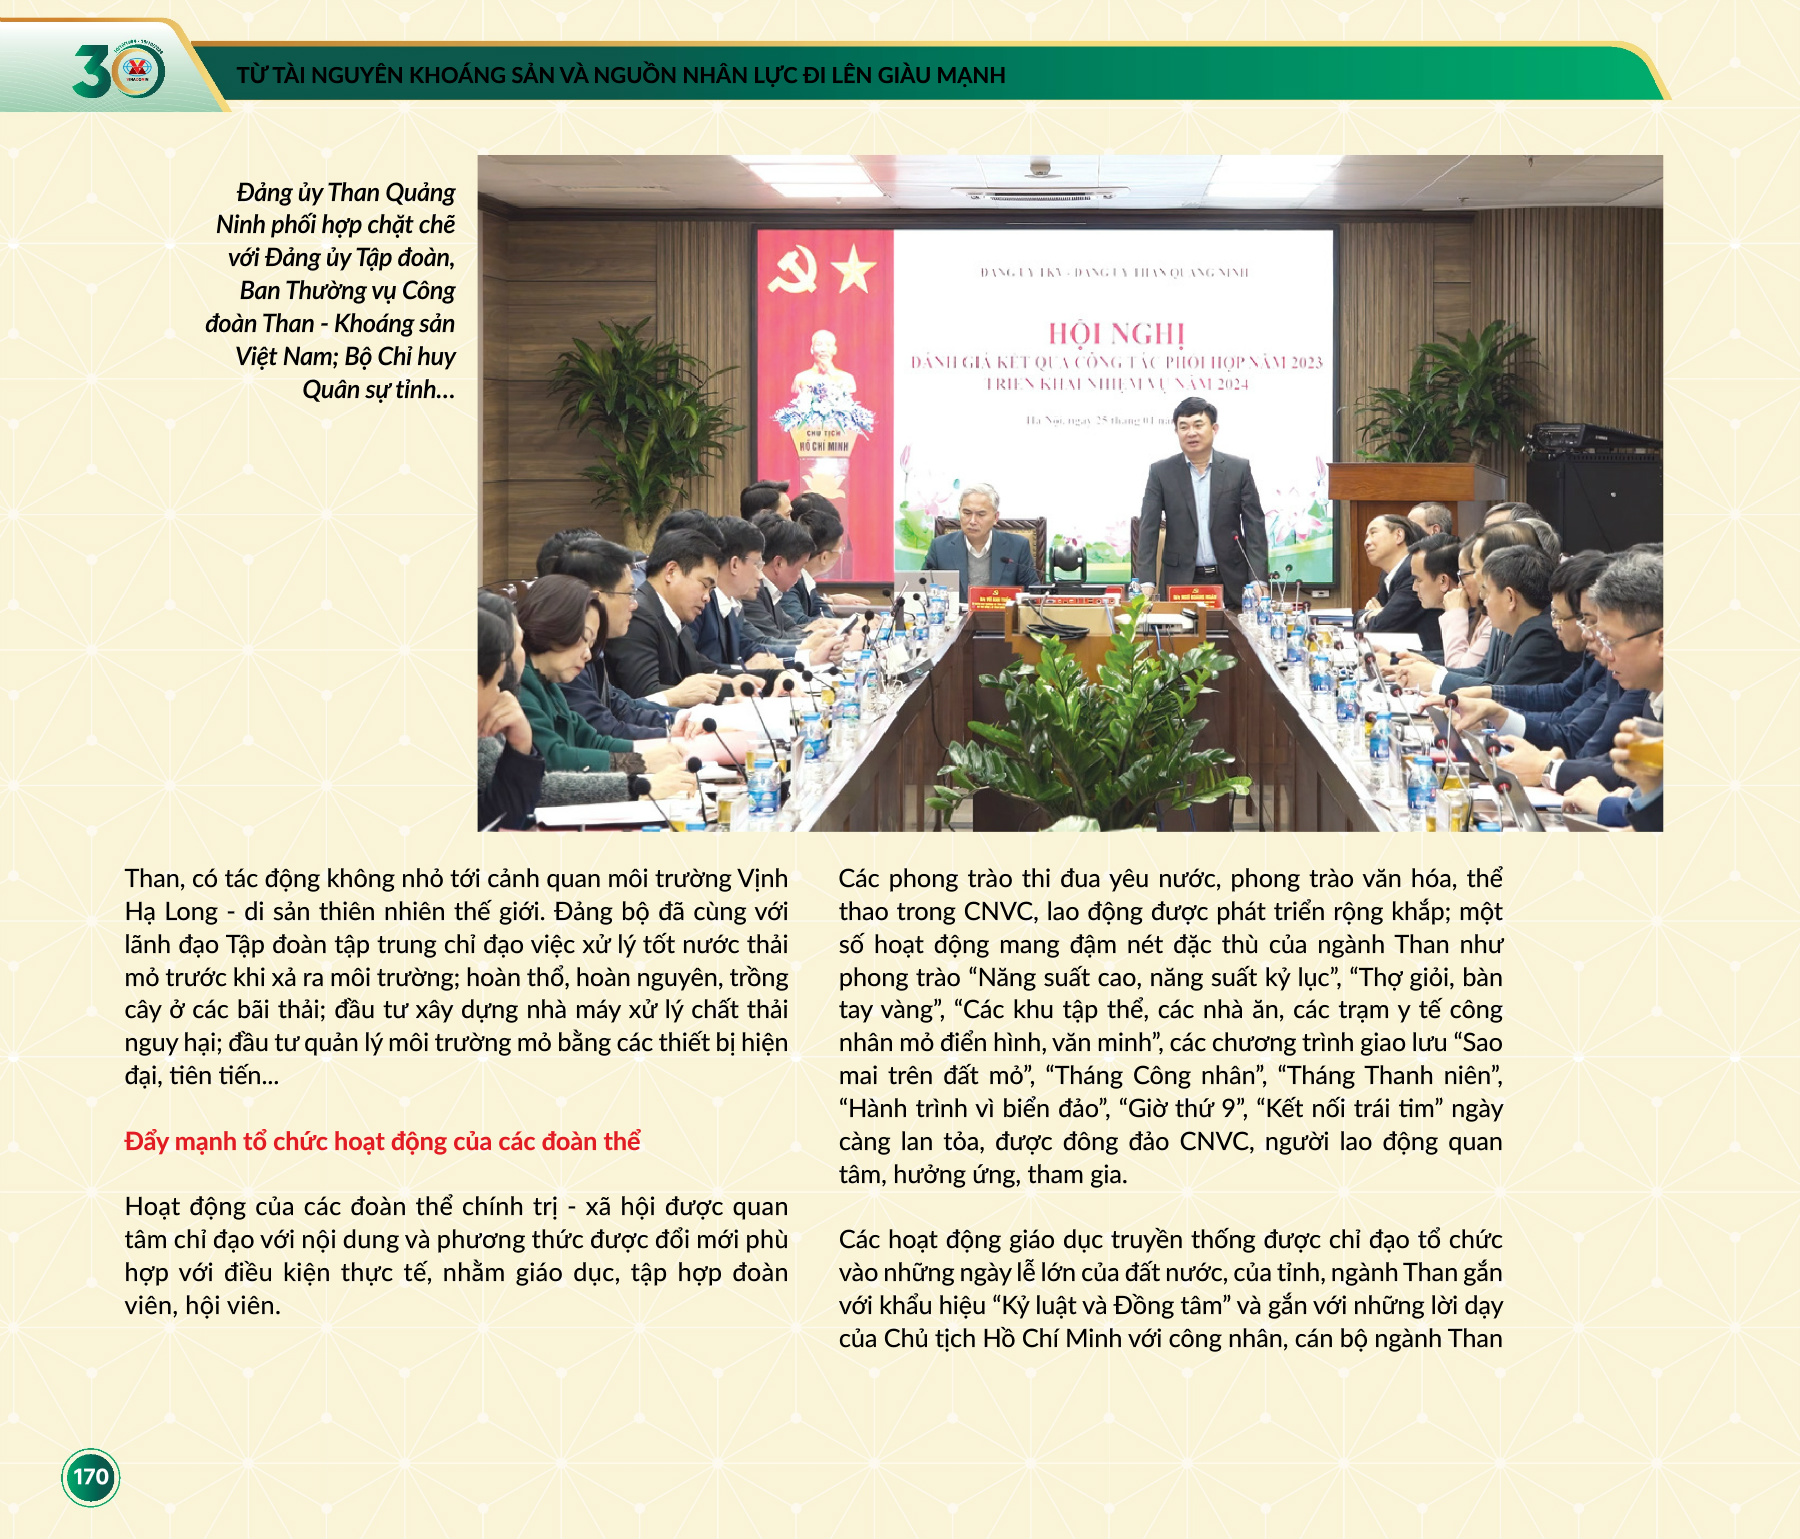 30
VINACOMIN
TỪ TÀI NGUYÊN KHOÁNG SẢN VÀ NGUỒN NHÂN LỰC ĐI LÊN GIÀU MẠNH
Đảng ủy Than Quảng
Ninh phối hợp chặt chẽ
với Đảng ủy Tập đoàn,
Ban Thường vụ Công
đoàn Than - Khoáng sản
Việt Nam; Bộ Chỉ huy
Quân sự tỉnh...
ĐẢNG ỦY TKV - ĐẢNG ỦY THAN QUẢNG NINH
HỘI NGHỊ
ĐÁNH GIÁ KẾT QUẢ CÔNG TÁC PHỐI HỢP NĂM 2023
TRIỂN KHAI NHIỆM VỤ NĂM 2024
Hà Nội, ngày 25 tháng 01
CHỦ TỊCH
HỒ CHÍ MINH
Than, có tác động không nhỏ tới cảnh quan môi trường Vịnh
Hạ Long - di sản thiên nhiên thế giới. Đảng bộ đã cùng với
lãnh đạo Tập đoàn tập trung chỉ đạo việc xử lý tốt nước thải
mỏ trước khi xả ra môi trường; hoàn thổ, hoàn nguyên, trồng
cây ở các bãi thải; đầu tư xây dựng nhà máy xử lý chất thải
nguy hại; đầu tư quản lý môi trường mỏ bằng các thiết bị hiện
đại, tiên tiến...
Đẩy mạnh tổ chức hoạt động của các đoàn thể
Hoạt động của các đoàn thể chính trị - xã hội được quan
tâm chỉ đạo với nội dung và phương thức được đổi mới phù
hợp với điều kiện thực tế, nhằm giáo dục, tập hợp đoàn
viên, hội viên.
Các phong trào thi đua yêu nước, phong trào văn hóa, thể
thao trong CNVC, lao động được phát triển rộng khắp; một
số hoạt động mang đậm nét đặc thù của ngành Than như
phong trào “Năng suất cao, năng suất kỷ lục”, “Thợ giỏi, bàn
tay vàng”, “Các khu tập thể, các nhà ăn, các trạm y tế công
nhân mỏ điển hình, văn minh”, các chương trình giao lưu “Sao
mai trên đất mỏ”, “Tháng Công nhân”, “Tháng Thanh niên”,
“Hành trình vì biển đảo”, “Giờ thứ 9”, “Kết nối trái tim” ngày
càng lan tỏa, được đông đảo CNVC, người lao động quan
tâm, hưởng ứng, tham gia.
Các hoạt động giáo dục truyền thống được chỉ đạo tổ chức
vào những ngày lễ lớn của đất nước, của tỉnh, ngành Than gắn
với khẩu hiệu “Kỷ luật và Đồng tâm” và gắn với những lời dạy
của Chủ tịch Hồ Chí Minh với công nhân, cán bộ ngành Than
170